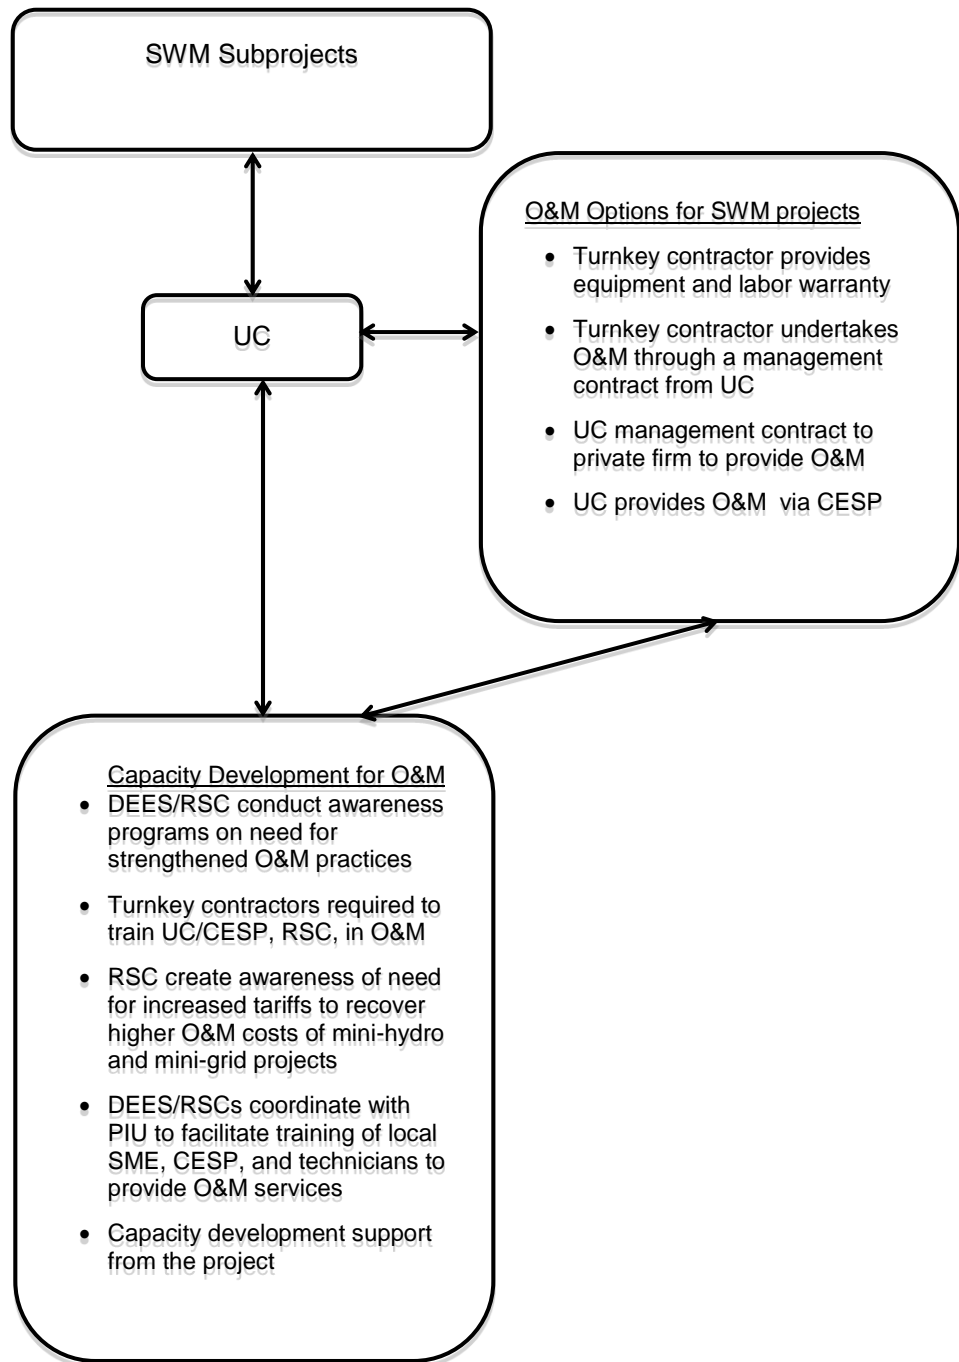 SWM Subprojects
O&M Options for SWM projects
• Turnkey contractor provides
equipment and labor warranty
• Turnkey contractor undertakes
O&M through a management
contract from UC
• UC management contract to
private firm to provide O&M
• UC provides O&M via CESP
UC
Capacity Development for O&M
• DEES/RSC conduct awareness
programs on need for
strengthened O&M practices
• Turnkey contractors required to
train UC/CESP, RSC, in O&M
• RSC create awareness of need
for increased tariffs to recover
higher O&M costs of mini-hydro
and mini-grid projects
• DEES/RSCs coordinate with
PIU to facilitate training of local
SME, CESP, and technicians to
provide O&M services
• Capacity development support
from the project